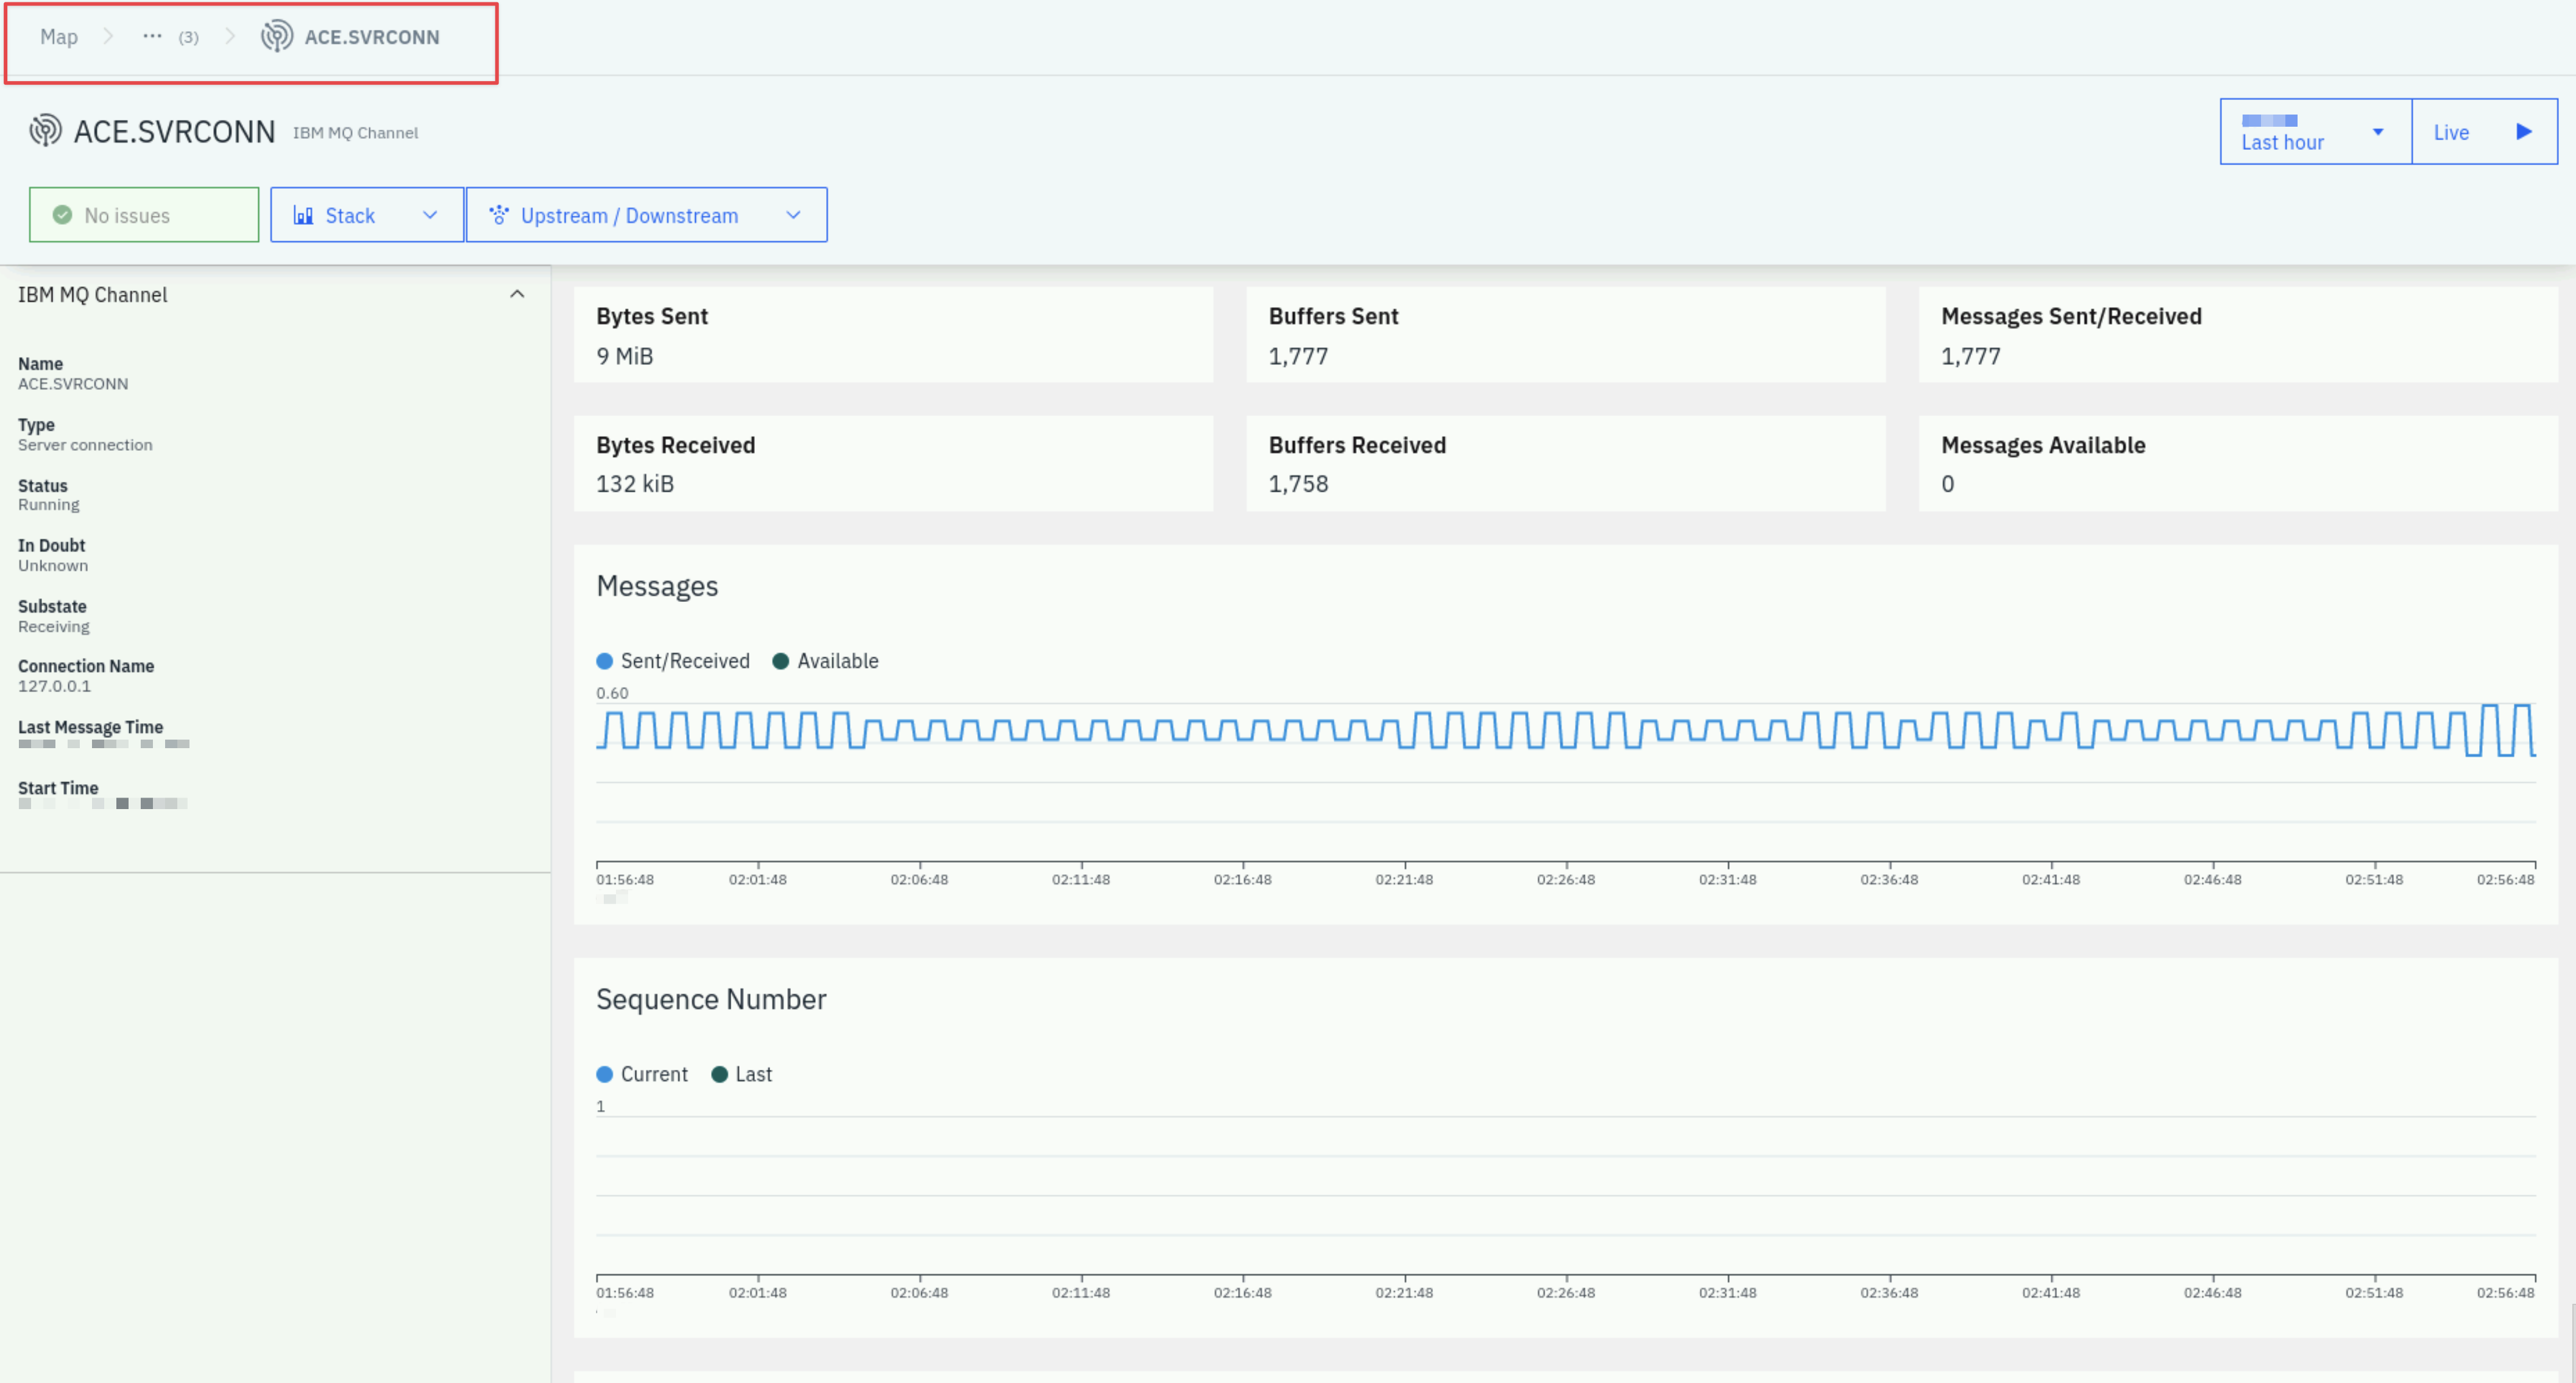 Map > ··· (3) > ACE.SVRCONN
ACE.SVRCONN IBM MQ Channel
Last hour
Live
No issues
Stack
Upstream / Downstream
IBM MQ Channel
Name
ACE.SVRCONN
Type
Server connection
Status
Running
In Doubt
Unknown
Substate
Receiving
Connection Name
127.0.0.1
Last Message Time
Start Time
Bytes Sent
9 MiB
Buffers Sent
1,777
Messages Sent/Received
1,777
Bytes Received
132 kiB
Buffers Received
1,758
Messages Available
0
Messages
Sent/Received Available
0.60
01:56:48 02:01:48 02:06:48 02:11:48 02:16:48 02:21:48 02:26:48 02:31:48 02:36:48 02:41:48 02:46:48 02:51:48 02:56:48
Sequence Number
Current Last
1
01:56:48 02:01:48 02:06:48 02:11:48 02:16:48 02:21:48 02:26:48 02:31:48 02:36:48 02:41:48 02:46:48 02:51:48 02:56:48